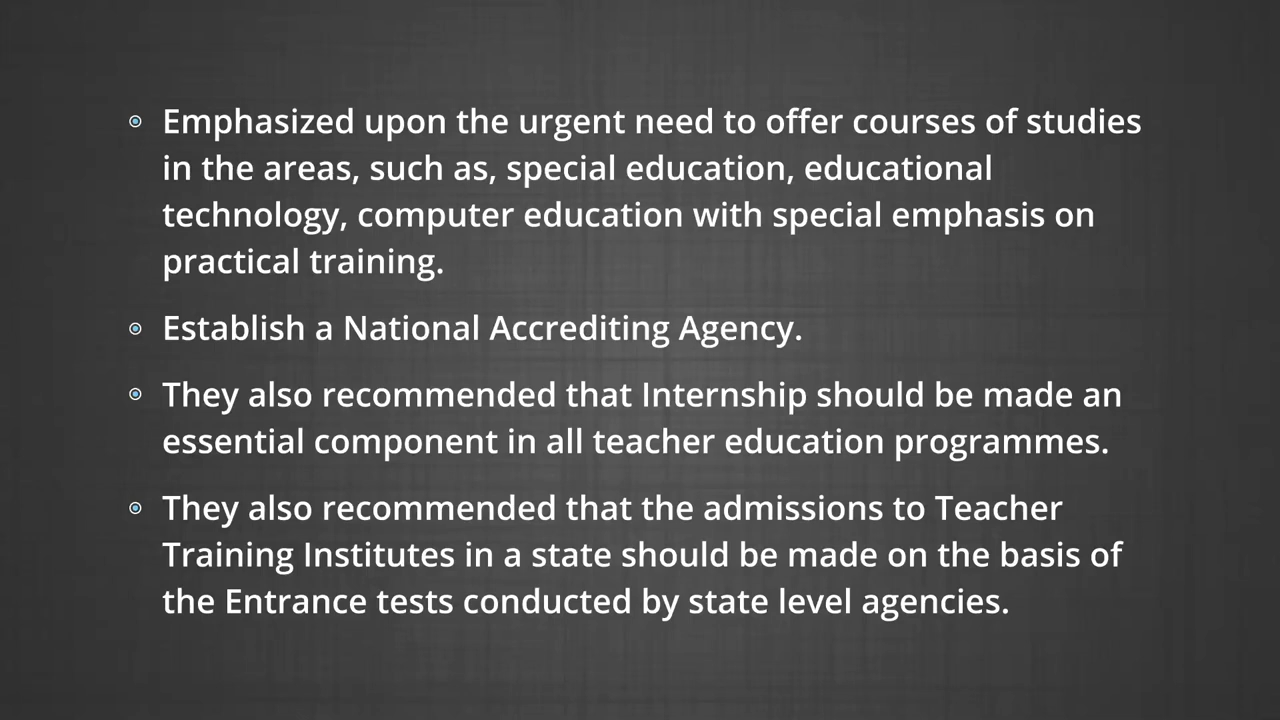 Emphasized upon the urgent need to offer courses of studies
in the areas, such as, special education, educational
technology, computer education with special emphasis on
practical training.
Establish a National Accrediting Agency.
They also recommended that Internship should be made an
essential component in all teacher education programmes.
They also recommended that the admissions to Teacher
Training Institutes in a state should be made on the basis of
the Entrance tests conducted by state level agencies.